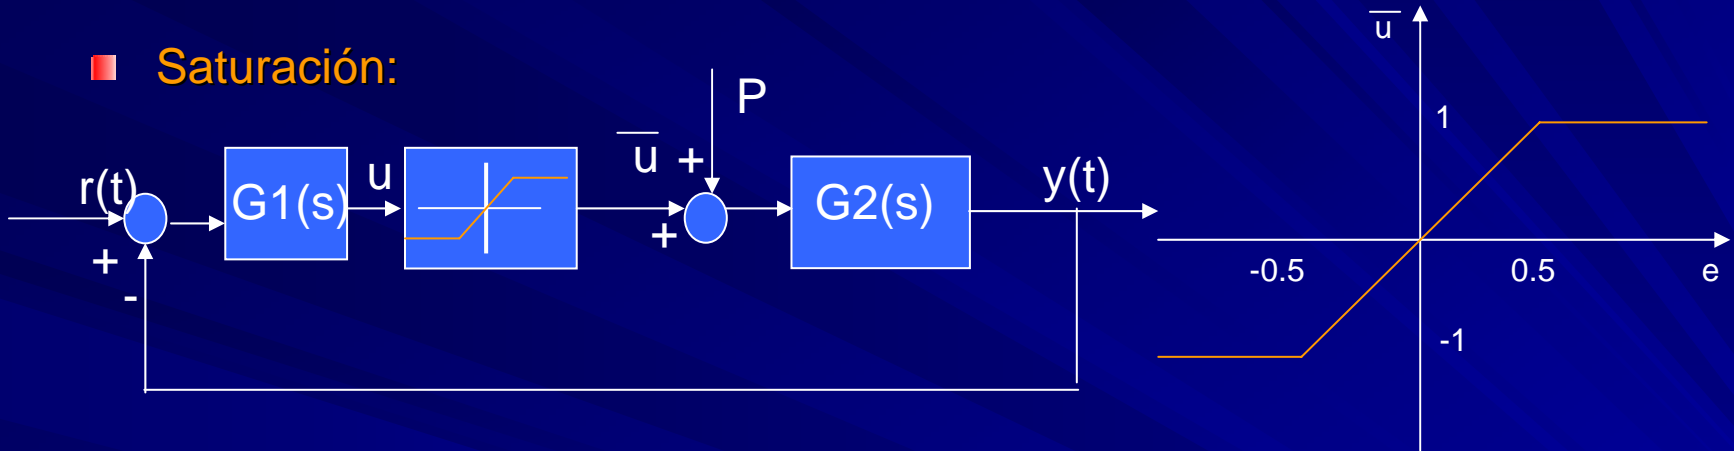 Saturación:
P
r(t)
G1(s)
u
u
+
G2(s)
y(t)
+
-
+
u
1
-0.5
0.5
e
-1